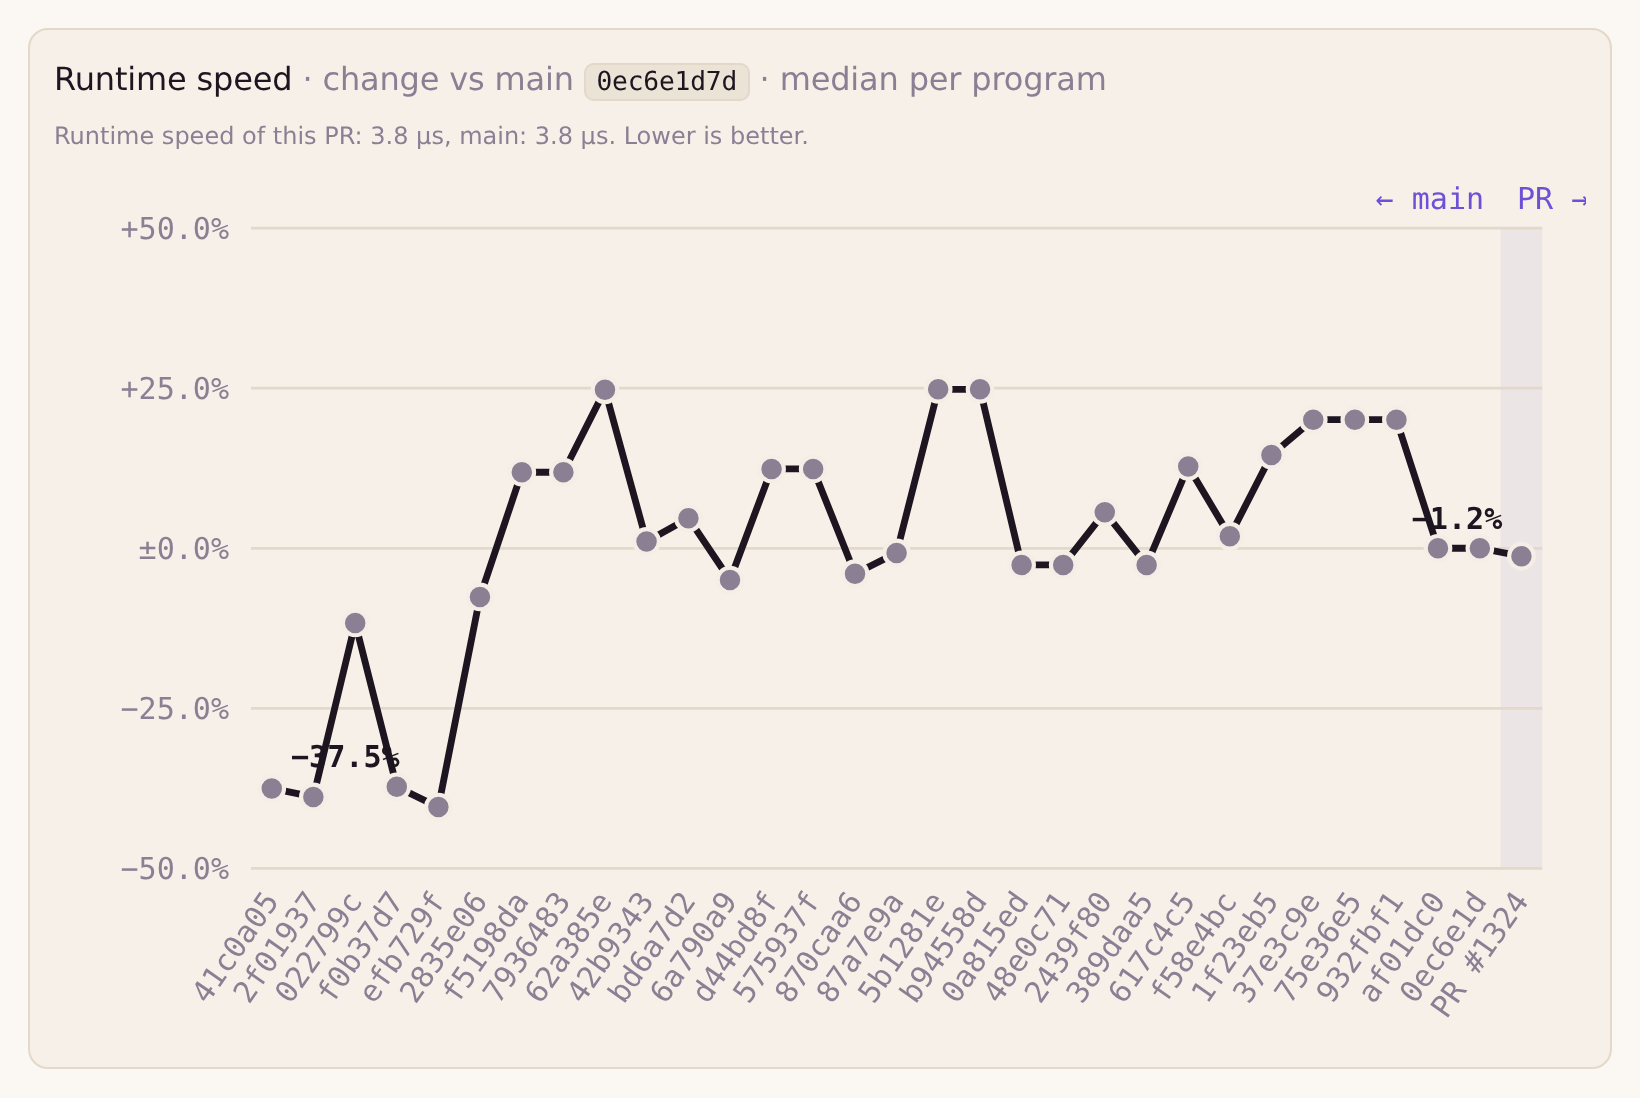 Runtime speed · change vs main 0ec6e1d7d · median per program
Runtime speed of this PR: 3.8 µs, main: 3.8 µs. Lower is better.
← main PR →
+50.0%
+25.0%
±0.0%
−25.0%
−50.0%
−37.5%
−1.2%
41c0a05
2f01937
022799c
f0b37d7
efb729f
2835e06
f5198da
7936483
62a385e
42b9343
bd6a7d2
6a790a9
d44bd8f
575937f
870caa6
87a7e9a
5b1281e
b94558d
0a815ed
48e0c71
2439f80
389daa5
617c4c5
f58e4bc
1f23eb5
37e3c9e
75e36e5
932fbf1
af01dc0
0ec6e1d
PR #1324